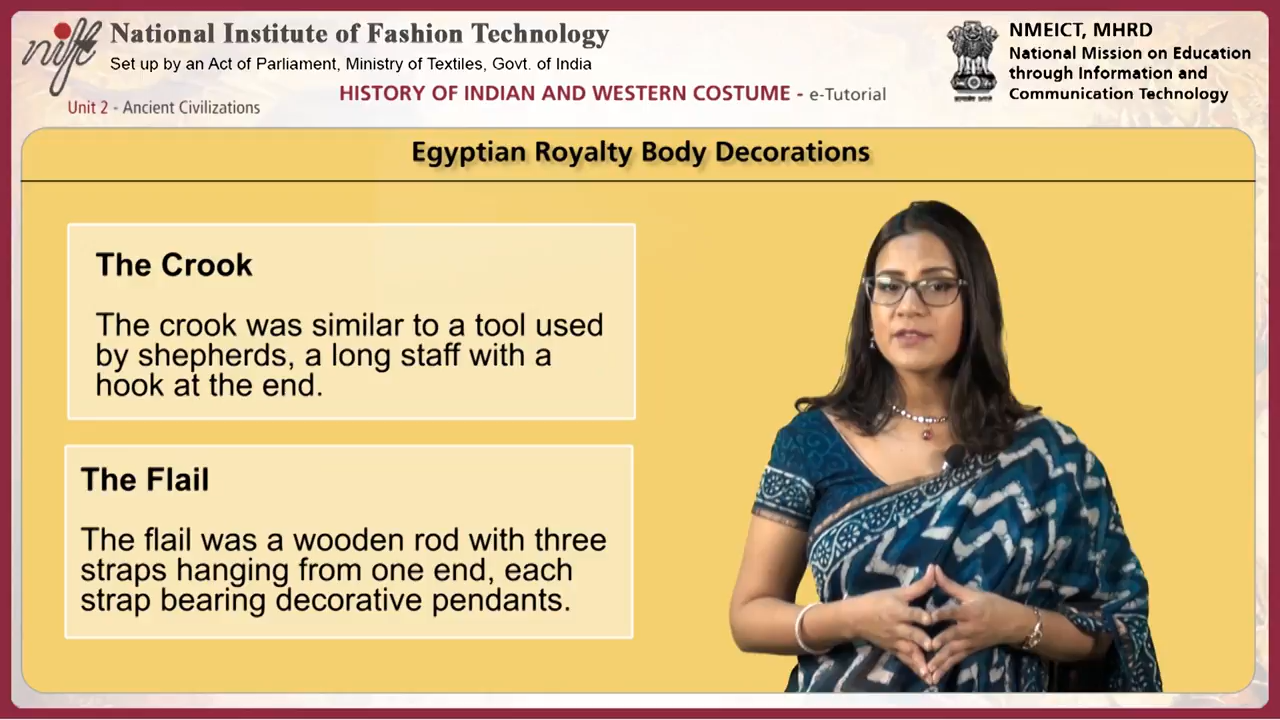 nift
National Institute of Fashion Technology
Set up by an Act of Parliament, Ministry of Textiles, Govt. of India
Unit 2 - Ancient Civilizations
HISTORY OF INDIAN AND WESTERN COSTUME - e-Tutorial
NMEICT, MHRD
National Mission on Education
through Information and
Communication Technology
Egyptian Royalty Body Decorations
The Crook
The crook was similar to a tool used
by shepherds, a long staff with a
hook at the end.
The Flail
The flail was a wooden rod with three
straps hanging from one end, each
strap bearing decorative pendants.